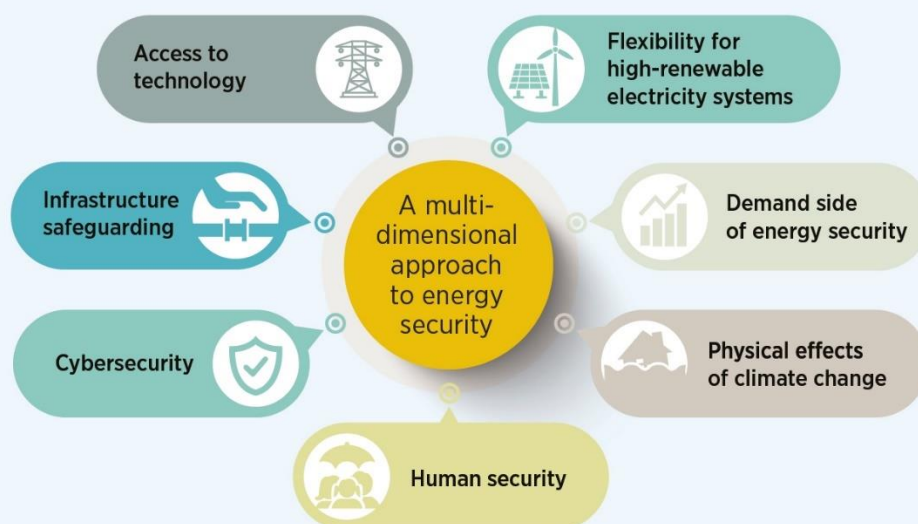 Access to
technology
Flexibility for
high-renewable
electricity systems
Infrastructure
safeguarding
A multi-
dimensional
approach
to energy
security
Demand side
of energy security
Cybersecurity
Physical effects
of climate change
Human security